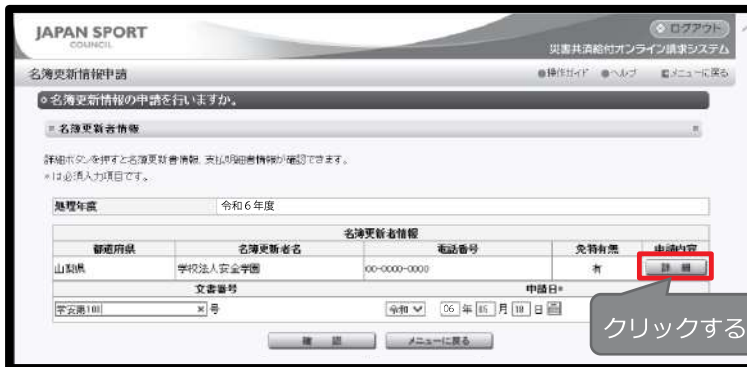 JAPAN SPORT
COUNCIL
ログアウト
災害共済給付オンライン請求システム
名簿更新情報申請
操作ガイド ヘルプ メニューに戻る
名簿更新情報の申請を行いますか。
名簿更新者情報
詳細ボタンを押すと名簿更新者情報、支払明細書情報が確認できます。
*は必須入力項目です。
処理年度 令和6年度
名簿更新者情報
都道府県 名簿更新者名 電話番号 免特有無 申請内容
山梨県 学校法人安全学園 00-0000-0000 有 詳細
文書番号 申請日*
学安第101 × 号 令和 06 年 05 月 10 日
クリックする
確認 メニューに戻る